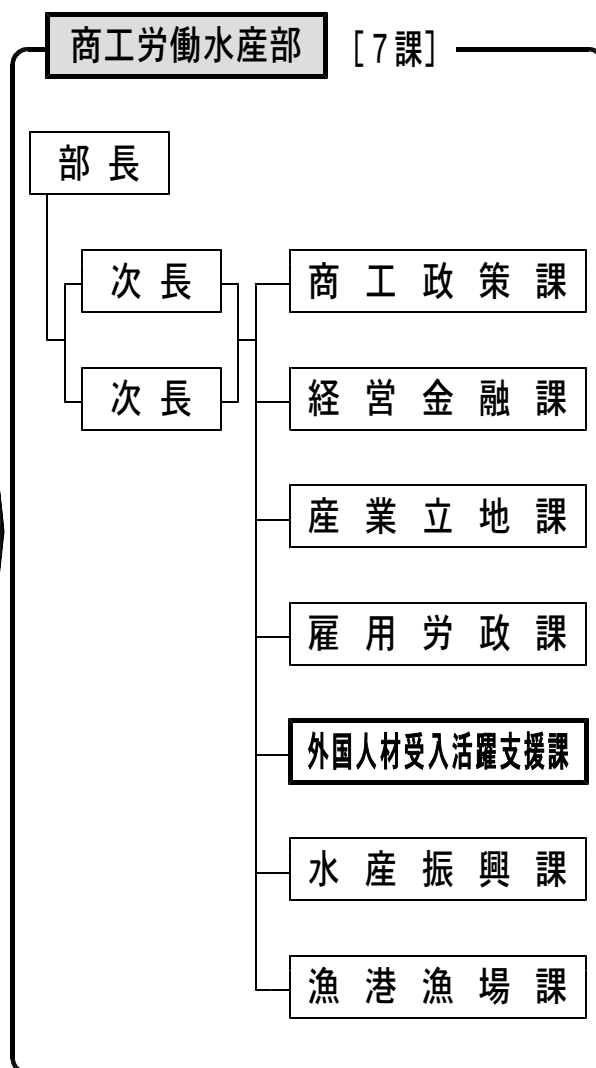 商工労働水産部 [7課]
部長
次長
商工政策課
次長
経営金融課
産業立地課
雇用労政課
外国人材受入活躍支援課
水産振興課
漁港漁場課